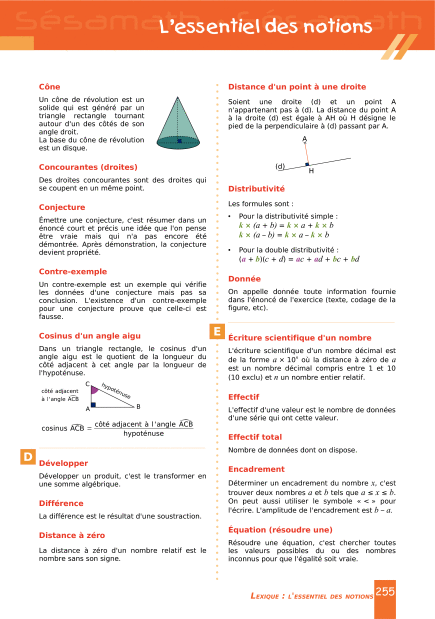 Sésamath Sésamath
L'essentiel des notions
Cône
Un cône de révolution est un
solide qui est généré par un
triangle rectangle tournant
autour d'un des côtés de son
angle droit.
La base du cône de révolution
est un disque.
Concourantes (droites)
Des droites concourantes sont des droites qui
se coupent en un même point.
Conjecture
Émettre une conjecture, c'est résumer dans un
énoncé court et précis une idée que l'on pense
être vraie mais qui n'a pas encore été
démontrée. Après démonstration, la conjecture
devient propriété.
Contre-exemple
Un contre-exemple est un exemple qui vérifie
les données d'une conjecture mais pas sa
conclusion. L'existence d'un contre-exemple
pour une conjecture prouve que celle-ci est
fausse.
Cosinus d'un angle aigu
Dans un triangle rectangle, le cosinus d'un
angle aigu est le quotient de la longueur du
côté adjacent à cet angle par la longueur de
l'hypoténuse.
C
hypoténuse
côté adjacent
à l'angle ACB
A
B
cosinus ACB = côté adjacent à l'angle ACB
hypoténuse
D
Développer
Développer un produit, c'est le transformer en
une somme algébrique.
Différence
La différence est le résultat d'une soustraction.
Distance à zéro
La distance à zéro d'un nombre relatif est le
nombre sans son signe.
Distance d'un point à une droite
Soient une droite (d) et un point A
n'appartenant pas à (d). La distance du point A
à la droite (d) est égale à AH où H désigne le
pied de la perpendiculaire à (d) passant par A.
A
(d)
H
Distributivité
Les formules sont :
• Pour la distributivité simple :
k × (a + b) = k × a + k × b
k × (a – b) = k × a – k × b
• Pour la double distributivité :
(a + b)(c + d) = ac + ad + bc + bd
Donnée
On appelle donnée toute information fournie
dans l'énoncé de l'exercice (texte, codage de la
figure, etc).
E
Écriture scientifique d'un nombre
L'écriture scientifique d'un nombre décimal est
de la forme a × 10ⁿ où la distance à zéro de a
est un nombre décimal compris entre 1 et 10
(10 exclu) et n un nombre entier relatif.
Effectif
L'effectif d'une valeur est le nombre de données
d'une série qui ont cette valeur.
Effectif total
Nombre de données dont on dispose.
Encadrement
Déterminer un encadrement du nombre x, c'est
trouver deux nombres a et b tels que a ≤ x ≤ b.
On peut aussi utiliser le symbole « < » pour
l'écrire. L'amplitude de l'encadrement est b – a.
Équation (résoudre une)
Résoudre une équation, c'est chercher toutes
les valeurs possibles du ou des nombres
inconnus pour que l'égalité soit vraie.
LEXIQUE : L'ESSENTIEL DES NOTIONS 255